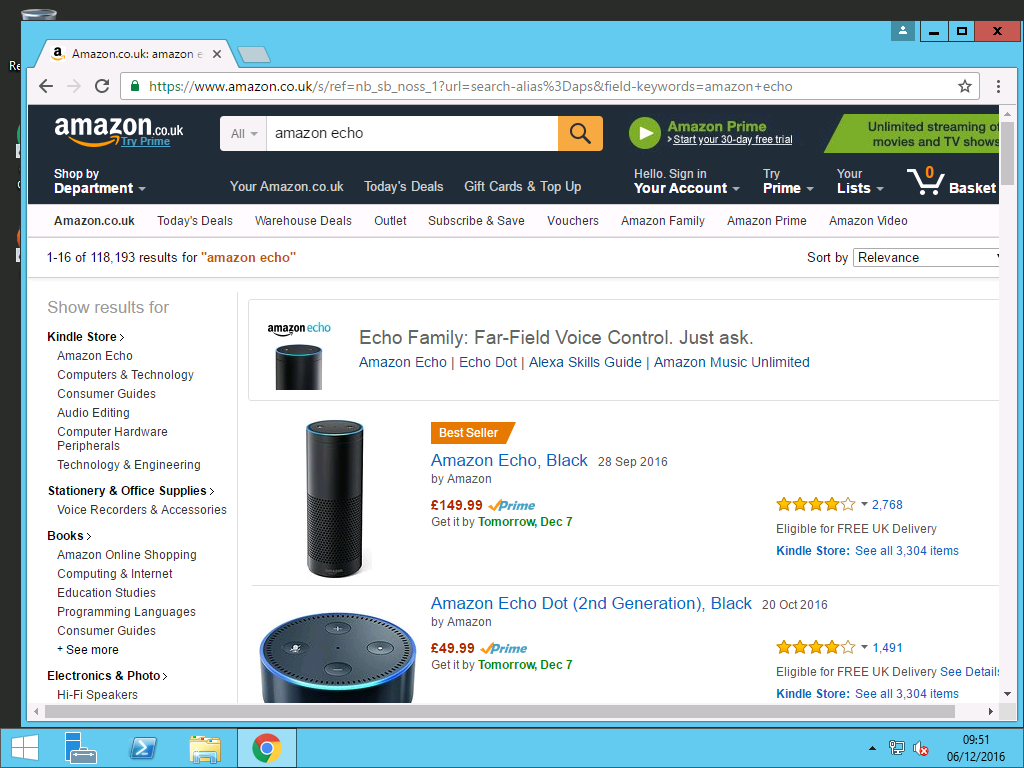 Re
Amazon.co.uk: amazon e
https://www.amazon.co.uk/s/ref=nb_sb_noss_1?url=search-alias%3Daps&field-keywords=amazon+echo
amazon.co.uk
Try Prime
All
amazon echo
Amazon Prime
Start your 30-day free trial
Unlimited streaming of
movies and TV shows
Shop by
Department
Your Amazon.co.uk Today's Deals Gift Cards & Top Up
Hello. Sign in
Your Account
Try
Prime
Your
Lists
0
Basket
Amazon.co.uk Today's Deals Warehouse Deals Outlet Subscribe & Save Vouchers Amazon Family Amazon Prime Amazon Video
1-16 of 118,193 results for "amazon echo"
Sort by Relevance
Show results for
Kindle Store
Amazon Echo
Computers & Technology
Consumer Guides
Audio Editing
Computer Hardware
Peripherals
Technology & Engineering
Stationery & Office Supplies
Voice Recorders & Accessories
Books
Amazon Online Shopping
Computing & Internet
Education Studies
Programming Languages
Consumer Guides
+ See more
Electronics & Photo
Hi-Fi Speakers
amazon echo
Echo Family: Far-Field Voice Control. Just ask.
Amazon Echo | Echo Dot | Alexa Skills Guide | Amazon Music Unlimited
Best Seller
Amazon Echo, Black 28 Sep 2016
by Amazon
£149.99 Prime
Get it by Tomorrow, Dec 7
2,768
Eligible for FREE UK Delivery
Kindle Store: See all 3,304 items
Amazon Echo Dot (2nd Generation), Black 20 Oct 2016
by Amazon
£49.99 Prime
Get it by Tomorrow, Dec 7
1,491
Eligible for FREE UK Delivery See Details
Kindle Store: See all 3,304 items
09:51
06/12/2016